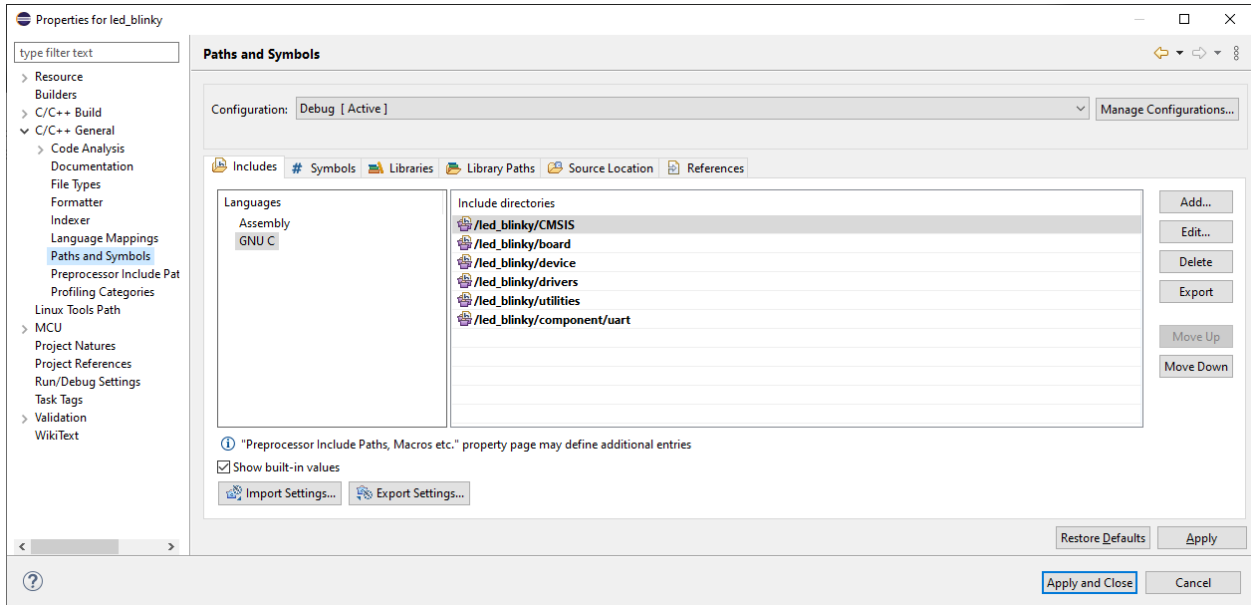 Properties for led_blinky
type filter text
Resource
Builders
C/C++ Build
C/C++ General
Code Analysis
Documentation
File Types
Formatter
Indexer
Language Mappings
Paths and Symbols
Preprocessor Include Pat
Profiling Categories
Linux Tools Path
MCU
Project Natures
Project References
Run/Debug Settings
Task Tags
Validation
WikiText
Paths and Symbols
Configuration: Debug [ Active ] Manage Configurations...
Includes # Symbols Libraries Library Paths Source Location References
Languages
Assembly
GNU C
Include directories
/led_blinky/CMSIS
/led_blinky/board
/led_blinky/device
/led_blinky/drivers
/led_blinky/utilities
/led_blinky/component/uart
Add...
Edit...
Delete
Export
Move Up
Move Down
"Preprocessor Include Paths, Macros etc." property page may define additional entries
Show built-in values
Import Settings... Export Settings...
Restore Defaults Apply
? Apply and Close Cancel